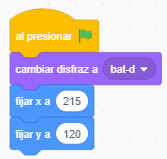 al presionar
cambiar disfraz a bat-d
fijar x a 215
fijar y a 120